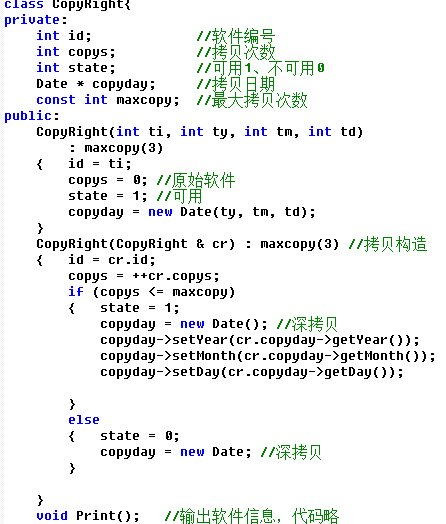 class CopyRight{
private:
    int id;             //软件编号
    int copys;          //拷贝次数
    int state;          //可用1、不可用0
    Date * copyday;     //拷贝日期
    const int maxcopy;  //最大拷贝次数
public:
    CopyRight(int ti, int ty, int tm, int td)
        : maxcopy(3)
    {   id = ti;
        copys = 0; //原始软件
        state = 1; //可用
        copyday = new Date(ty, tm, td);
    }
    CopyRight(CopyRight & cr) : maxcopy(3) //拷贝构造
    {   id = cr.id;
        copys = ++cr.copys;
        if (copys <= maxcopy)
        {   state = 1;
            copyday = new Date(); //深拷贝
            copyday->setYear(cr.copyday->getYear());
            copyday->setMonth(cr.copyday->getMonth());
            copyday->setDay(cr.copyday->getDay());
        }
        else
        {   state = 0;
            copyday = new Date; //深拷贝
        }
    }
    void Print();   //输出软件信息，代码略